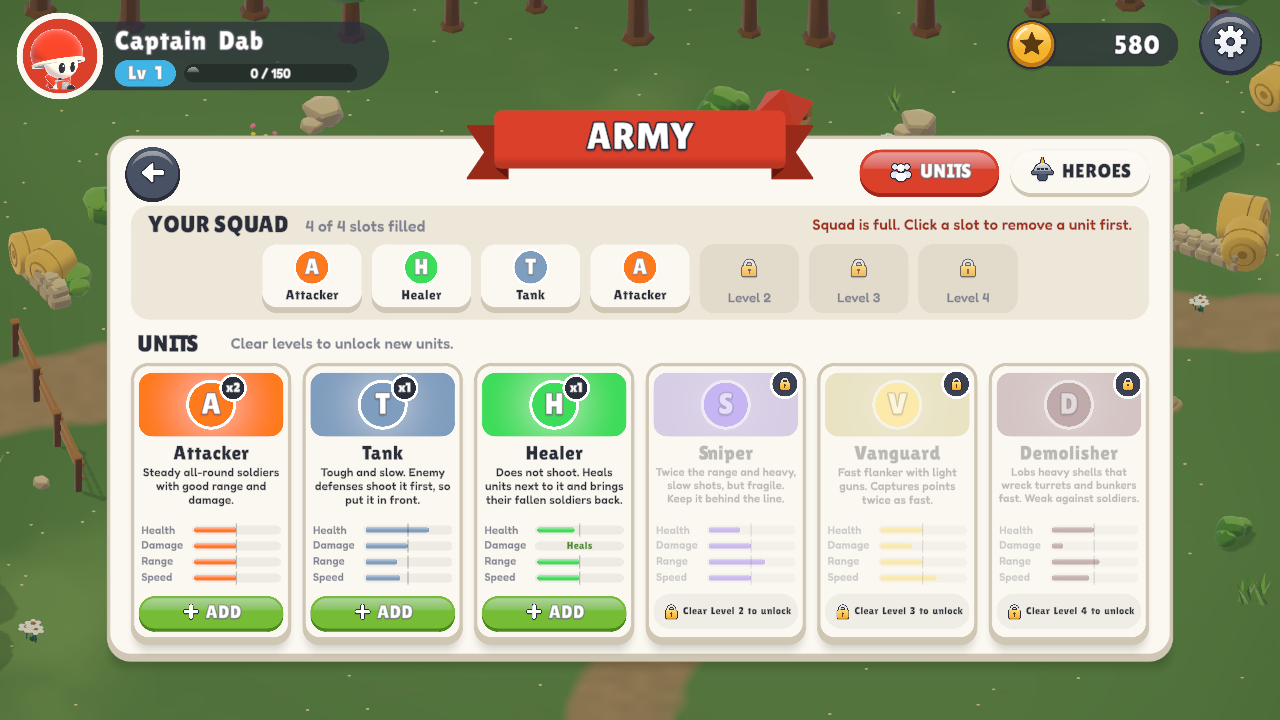 Captain Dab
Lv 1
0 / 150
580
ARMY
UNITS
HEROES
YOUR SQUAD
4 of 4 slots filled
Squad is full. Click a slot to remove a unit first.
A
Attacker
H
Healer
T
Tank
A
Attacker
Level 2
Level 3
Level 4
UNITS
Clear levels to unlock new units.
A
x2
Attacker
Steady all-round soldiers
with good range and
damage.
Health
Damage
Range
Speed
+ ADD
T
x1
Tank
Tough and slow. Enemy
defenses shoot it first, so
put it in front.
Health
Damage
Range
Speed
+ ADD
H
x1
Healer
Does not shoot. Heals
units next to it and brings
their fallen soldiers back.
Health
Damage
Heals
Range
Speed
+ ADD
S
Sniper
Twice the range and heavy,
slow shots, but fragile.
Keep it behind the line.
Health
Damage
Range
Speed
Clear Level 2 to unlock
V
Vanguard
Fast flanker with light
guns. Captures points
twice as fast.
Health
Damage
Range
Speed
Clear Level 3 to unlock
D
Demolisher
Lobs heavy shells that
wreck turrets and bunkers
fast. Weak against soldiers.
Health
Damage
Range
Speed
Clear Level 4 to unlock